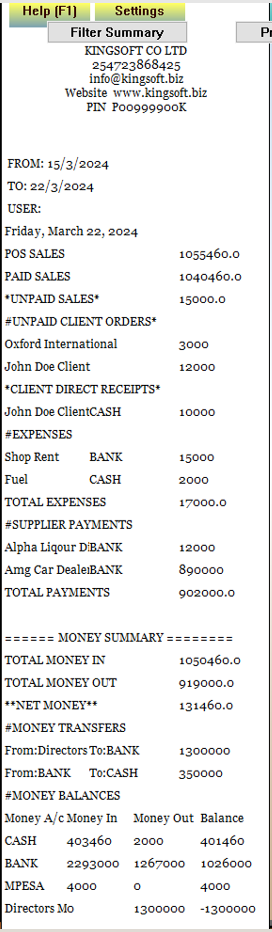 Help (F1) Settings
Filter Summary
KINGSOFT CO LTD
254723868425
info@kingsoft.biz
Website www.kingsoft.biz
PIN P00999900K
FROM: 15/3/2024
TO: 22/3/2024
USER:
Friday, March 22, 2024
POS SALES 1055460.0
PAID SALES 1040460.0
*UNPAID SALES* 15000.0
#UNPAID CLIENT ORDERS*
Oxford International 3000
John Doe Client 12000
*CLIENT DIRECT RECEIPTS*
John Doe ClientCASH 10000
#EXPENSES
Shop Rent BANK 15000
Fuel CASH 2000
TOTAL EXPENSES 17000.0
#SUPPLIER PAYMENTS
Alpha Liqour DiBANK 12000
Amg Car DealerBANK 890000
TOTAL PAYMENTS 902000.0
====== MONEY SUMMARY ========
TOTAL MONEY IN 1050460.0
TOTAL MONEY OUT 919000.0
**NET MONEY** 131460.0
#MONEY TRANSFERS
From:Directors To:BANK 1300000
From:BANK To:CASH 350000
#MONEY BALANCES
Money A/c Money In Money Out Balance
CASH 403460 2000 401460
BANK 2293000 1267000 1026000
MPESA 4000 0 4000
Directors Mo 1300000 -1300000